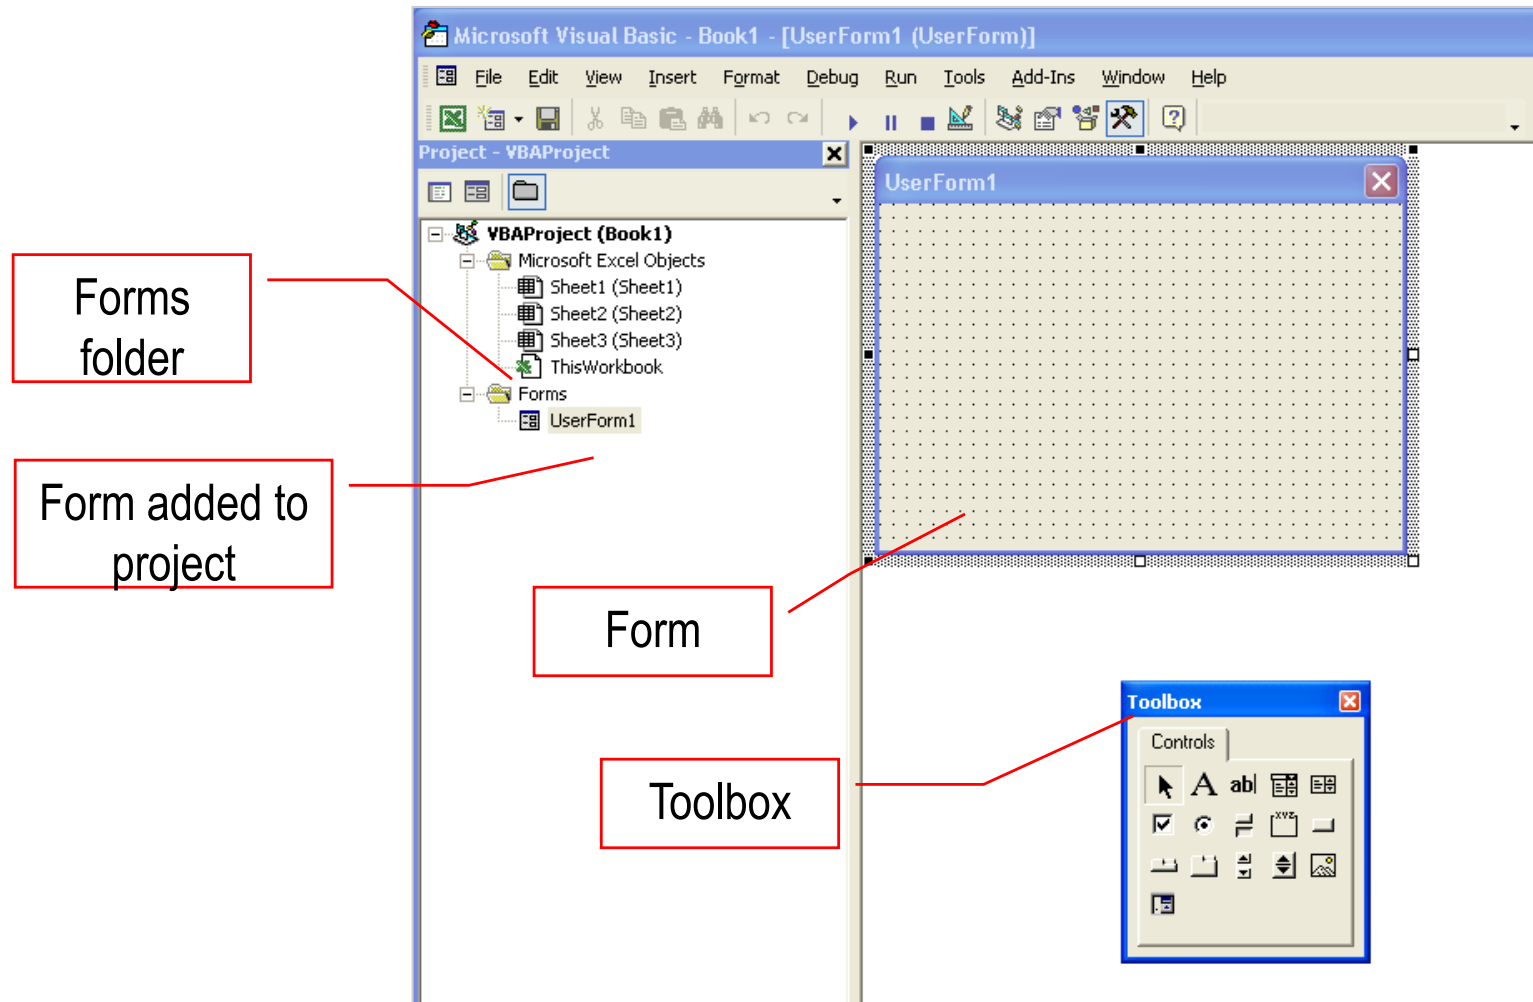 Microsoft Visual Basic - Book1 - [UserForm1 (UserForm)]
File Edit View Insert Format Debug Run Tools Add-Ins Window Help
Project - VBAProject
UserForm1
VBAProject (Book1)
Microsoft Excel Objects
Sheet1 (Sheet1)
Sheet2 (Sheet2)
Sheet3 (Sheet3)
ThisWorkbook
Forms
UserForm1
Forms
folder
Form added to
project
Form
Toolbox
Toolbox
Controls
A ab|
xyz